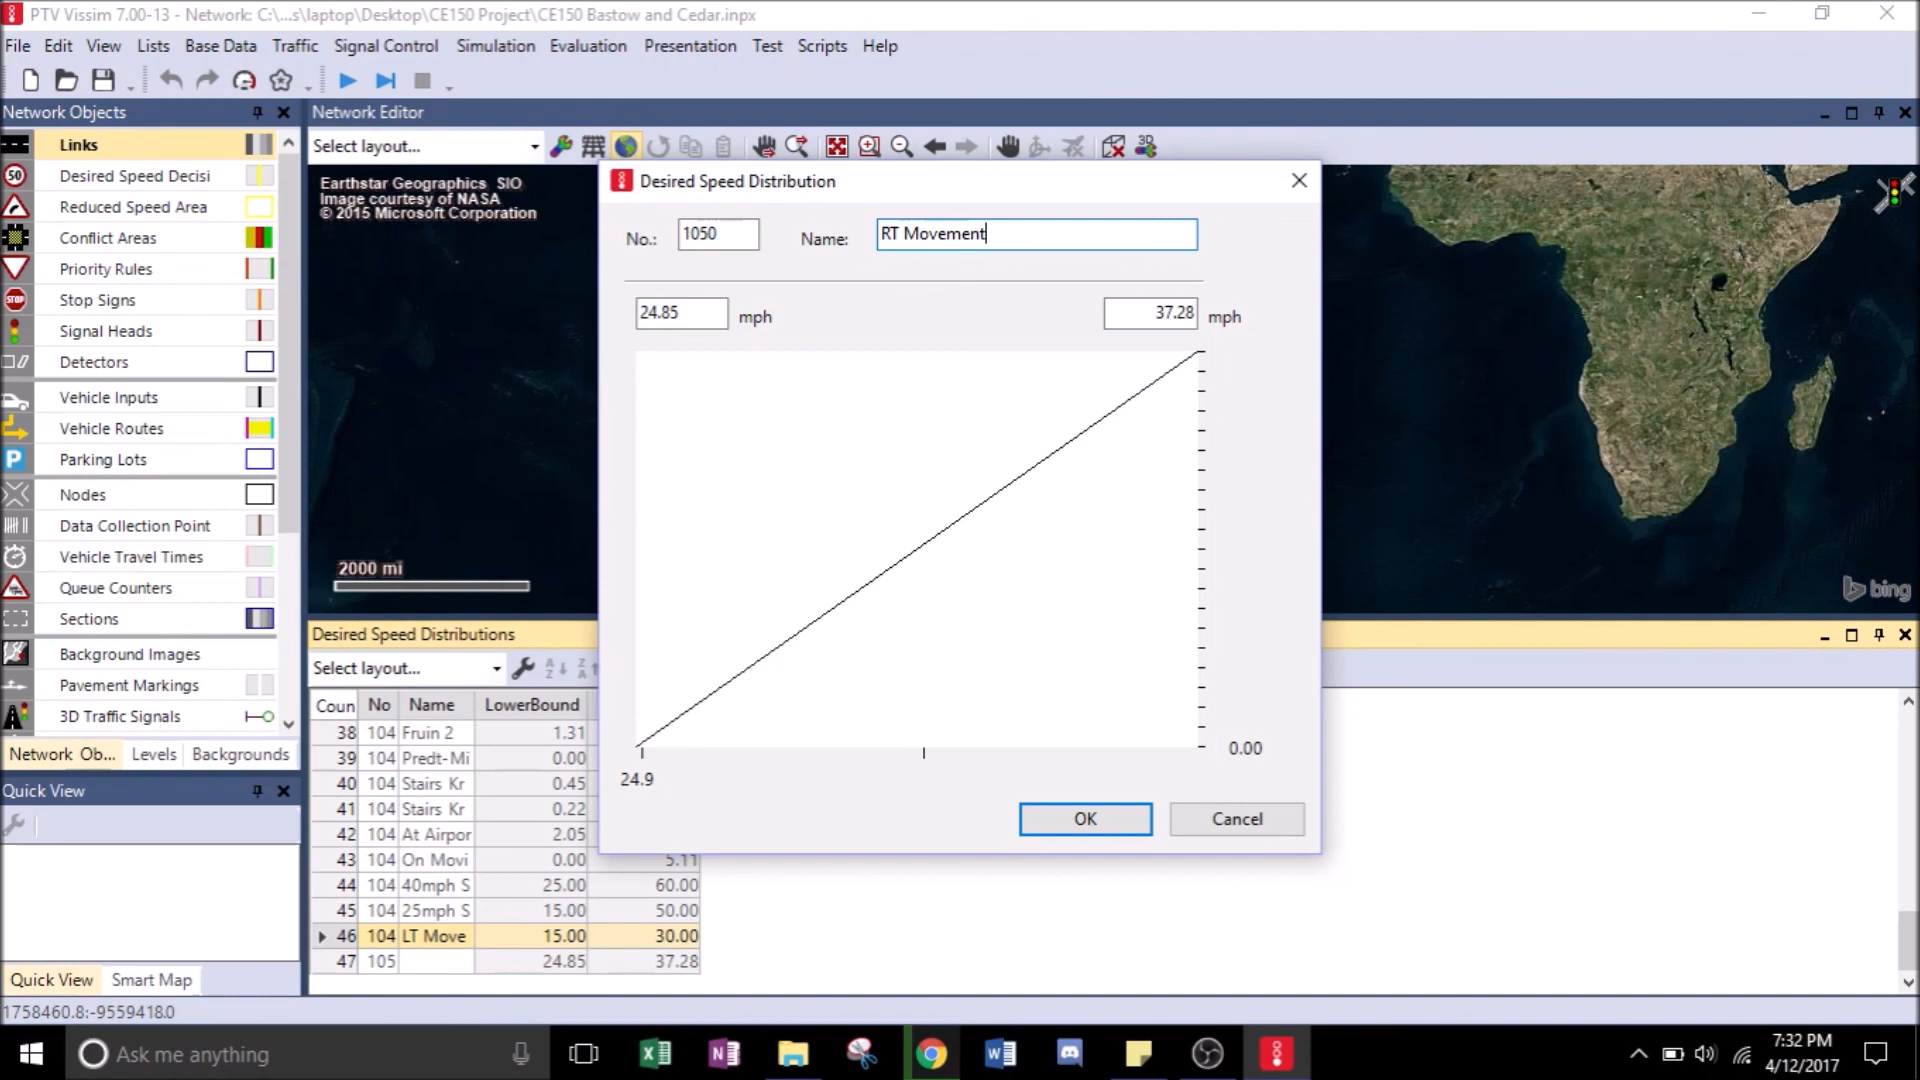 PTV Vissim 7.00-13 - Network: C:\...s\laptop\Desktop\CE150 Project\CE150 Bastow and Cedar.inpx
File Edit View Lists Base Data Traffic Signal Control Simulation Evaluation Presentation Test Scripts Help
Network Objects
Network Editor
Links
Select layout...
50
Desired Speed Decisi
Earthstar Geographics SIO
Image courtesy of NASA
© 2015 Microsoft Corporation
Reduced Speed Area
Conflict Areas
Priority Rules
STOP
Stop Signs
Signal Heads
Detectors
Vehicle Inputs
Vehicle Routes
P
Parking Lots
Nodes
Data Collection Point
Vehicle Travel Times
Queue Counters
Sections
Background Images
Pavement Markings
3D Traffic Signals
Network Ob... Levels Backgrounds
Quick View
Quick View Smart Map
1758460.8:-9559418.0
2000 mi
bing
3D
Desired Speed Distribution
No.: 1050 Name: RT Movement
24.85 mph 37.28 mph
0.00
24.9
OK Cancel
Desired Speed Distributions
Select layout...
Coun No Name LowerBound
38 104 Fruin 2 1.31
39 104 Predt-Mi 0.00
40 104 Stairs Kr 0.45
41 104 Stairs Kr 0.22
42 104 At Airpor 2.05
43 104 On Movi 0.00 5.11
44 104 40mph S 25.00 60.00
45 104 25mph S 15.00 50.00
46 104 LT Move 15.00 30.00
47 105 24.85 37.28
Ask me anything
7:32 PM
4/12/2017